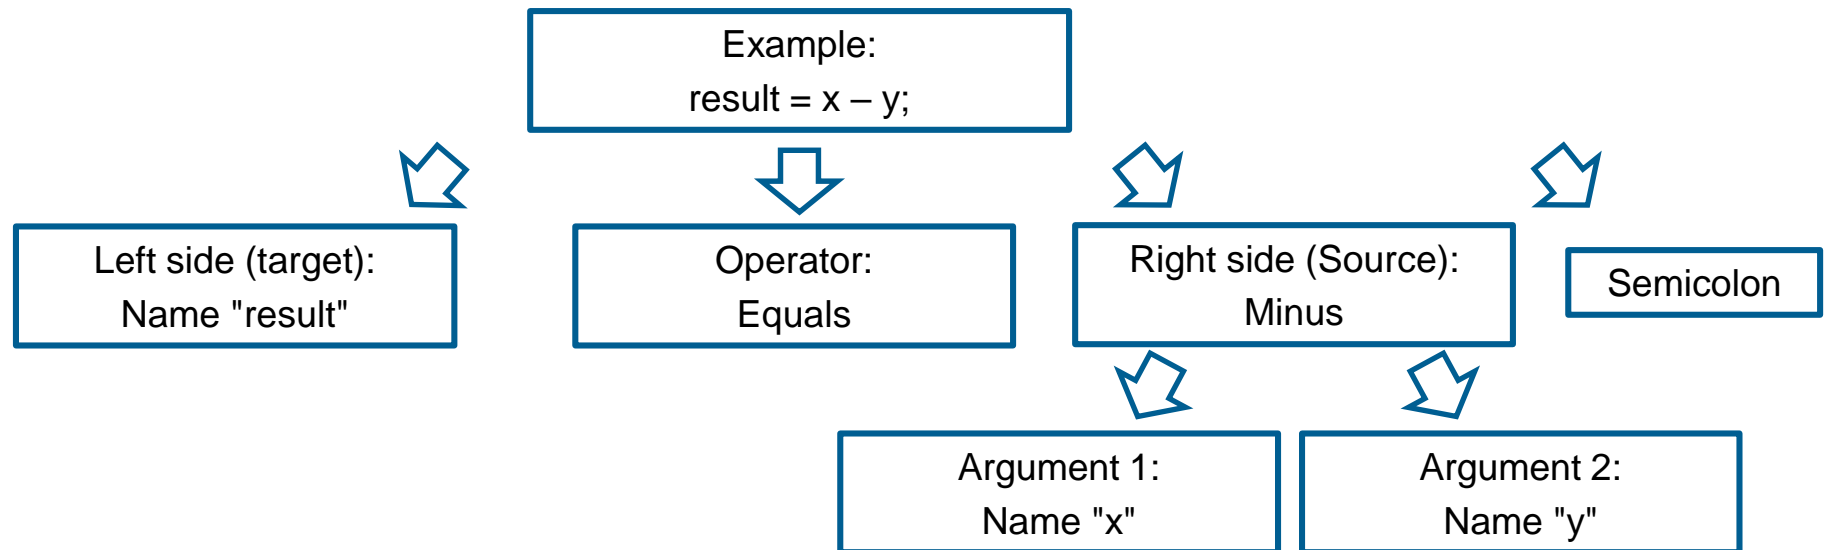 Example:
result = x – y;
Left side (target):
Name "result"
Operator:
Equals
Right side (Source):
Minus
Semicolon
Argument 1:
Name "x"
Argument 2:
Name "y"